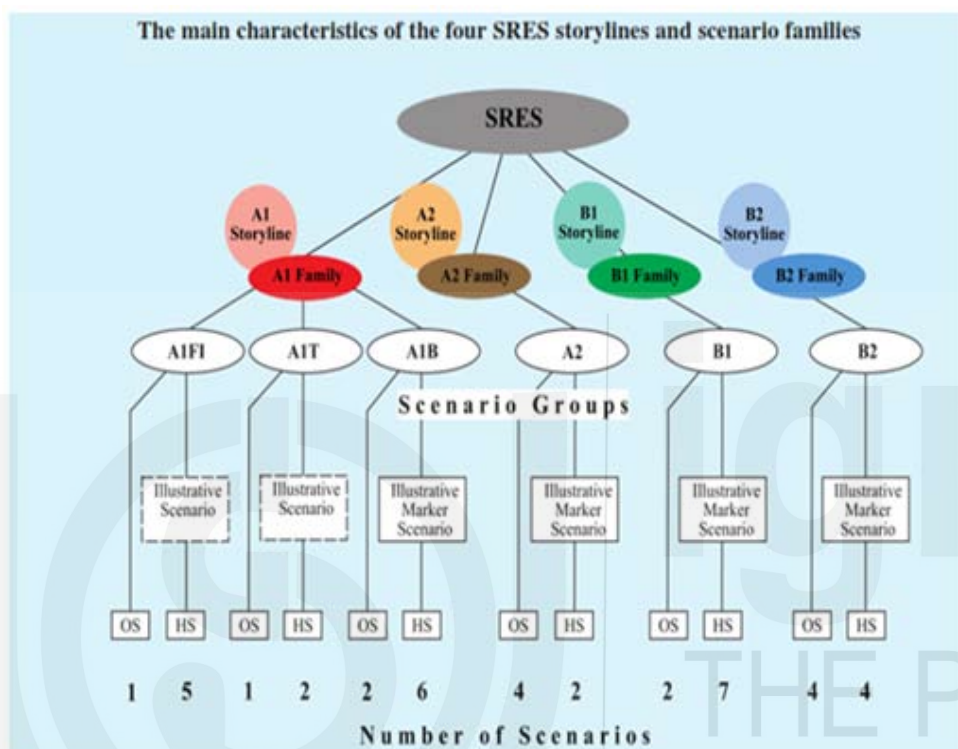 The main characteristics of the four SRES storylines and scenario families
SRES
A1
Storyline
A2
Storyline
B1
Storyline
B2
Storyline
A1 Family
A2 Family
B1 Family
B2 Family
A1FI
A1T
A1B
A2
B1
B2
Scenario Groups
Illustrative
Scenario
Illustrative
Scenario
Illustrative
Marker
Scenario
Illustrative
Marker
Scenario
Illustrative
Marker
Scenario
Illustrative
Marker
Scenario
OS HS OS HS OS HS OS HS OS HS OS HS
1 5 1 2 2 6 4 2 2 7 4 4
Number of Scenarios
THE P